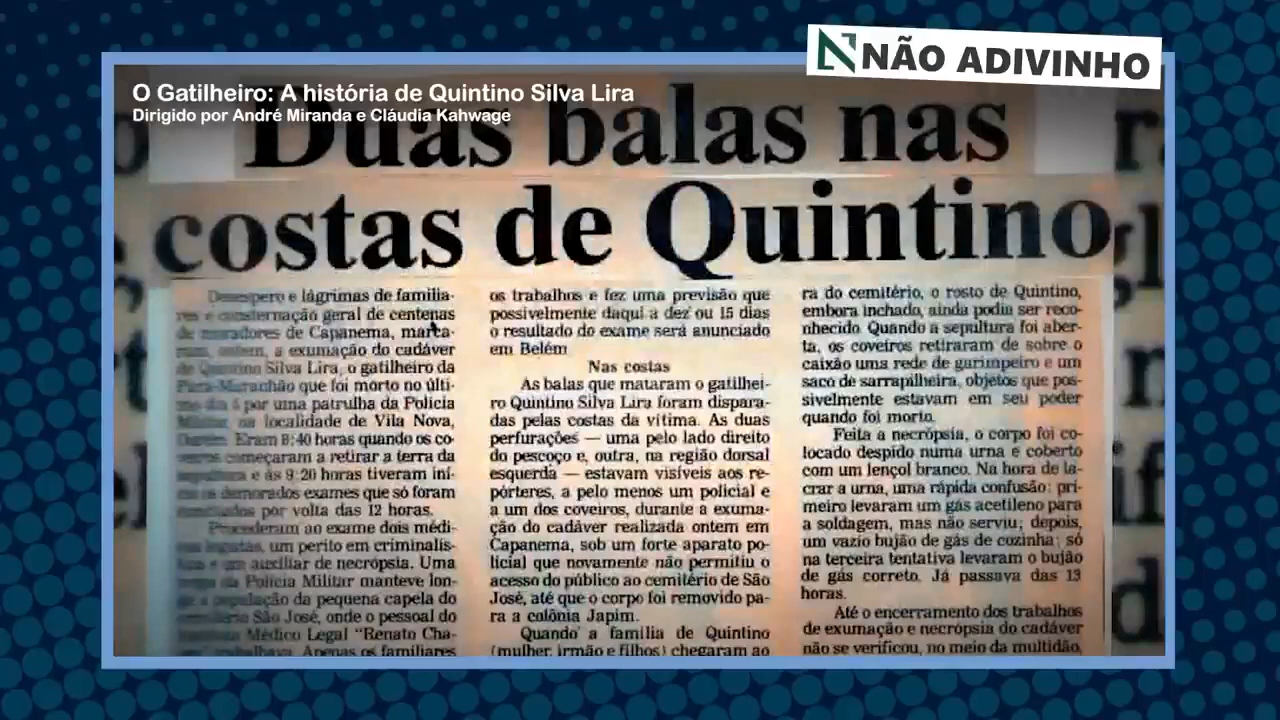 NÃO ADIVINHO
O Gatilheiro: A história de Quintino Silva Lira
Dirigido por André Miranda e Cláudia Kahwage
Duas balas nas
costas de Quintino
Desespero e lágrimas de familia-
res e consternação geral de centenas
de moradores de Capanema, marca-
ram, ontem, a exumação do cadáver
de Quintino Silva Lira, o gatilheiro da
Pará-Maranhão que foi morto no últi-
mo dia 4 por uma patrulha da Polícia
Militar, na localidade de Vila Nova,
Ourém. Eram 8:40 horas quando os co-
veiros começaram a retirar a terra da
sepultura e às 9:20 horas tiveram iní-
cio os demorados exames que só foram
por volta das 12 horas.
Procederam ao exame dois médi-
cos legistas, um perito em criminalis-
tica e um auxiliar de necrópsia. Uma
tropa da Polícia Militar manteve lon-
ge a população da pequena capela do
cemitério São José, onde o pessoal do
Instituto Médico Legal "Renato Cha-
ves" trabalhava. Apenas os familiares
os trabalhos e fez uma previsão que
possivelmente daqui a dez ou 15 dias
o resultado do exame será anunciado
em Belém
Nas costas
As balas que mataram o gatilhei-
ro Quintino Silva Lira foram dispara-
das pelas costas da vítima. As duas
perfurações — uma pelo lado direito
do pescoço e, outra, na região dorsal
esquerda — estavam visíveis aos re-
pórteres, a pelo menos um policial e
a um dos coveiros, durante a exuma-
ção do cadáver realizada ontem em
Capanema, sob um forte aparato po-
licial que novamente não permitiu o
acesso do público ao cemitério de São
José, até que o corpo foi removido pa-
ra a colônia Japim.
Quando a família de Quintino
(mulher, irmão e filhos) chegaram ao
ra do cemitério, o rosto de Quintino,
embora inchado, ainda podia ser reco-
nhecido. Quando a sepultura foi aber-
ta, os coveiros retiraram de sobre o
caixão uma rede de garimpeiro e um
saco de sarrapilheira, objetos que pos-
sivelmente estavam em seu poder
quando foi morto.
Feita a necrópsia, o corpo foi co-
locado despido numa urna e coberto
com um lençol branco. Na hora de la-
crar a urna, uma rápida confusão: pri-
meiro levaram um gás acetileno para
a soldagem, mas não serviu; depois,
um vazio bujão de gás de cozinha; só
na terceira tentativa levaram o bujão
de gás correto. Já passava das 13
horas.
Até o encerramento dos trabalhos
de exumação e necrópsia do cadáver
não se verificou, no meio da multidão,